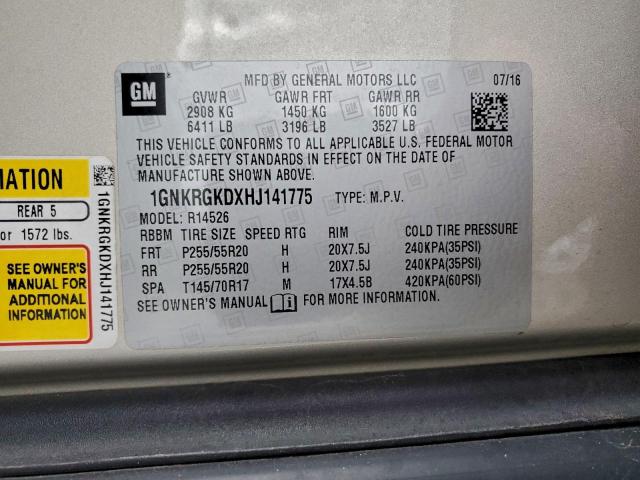 GM
MFD BY GENERAL MOTORS LLC 07/16
GVWR GAWR FRT GAWR RR
2908 KG 1450 KG 1600 KG
6411 LB 3196 LB 3527 LB
THIS VEHICLE CONFORMS TO ALL APPLICABLE U.S. FEDERAL MOTOR
VEHICLE SAFETY STANDARDS IN EFFECT ON THE DATE OF
MANUFACTURE SHOWN ABOVE.
1GNKRGKDXHJ141775 TYPE: M.P.V.
MODEL: R14526
RBBM TIRE SIZE SPEED RTG RIM COLD TIRE PRESSURE
FRT P255/55R20 H 20X7.5J 240KPA(35PSI)
RR P255/55R20 H 20X7.5J 240KPA(35PSI)
SPA T145/70R17 M 17X4.5B 420KPA(60PSI)
SEE OWNER'S MANUAL FOR MORE INFORMATION.
MATION
REAR 5
or 1572 lbs.
SEE OWNER'S
MANUAL FOR
ADDITIONAL
INFORMATION
1GNKRGKDXHJ141775